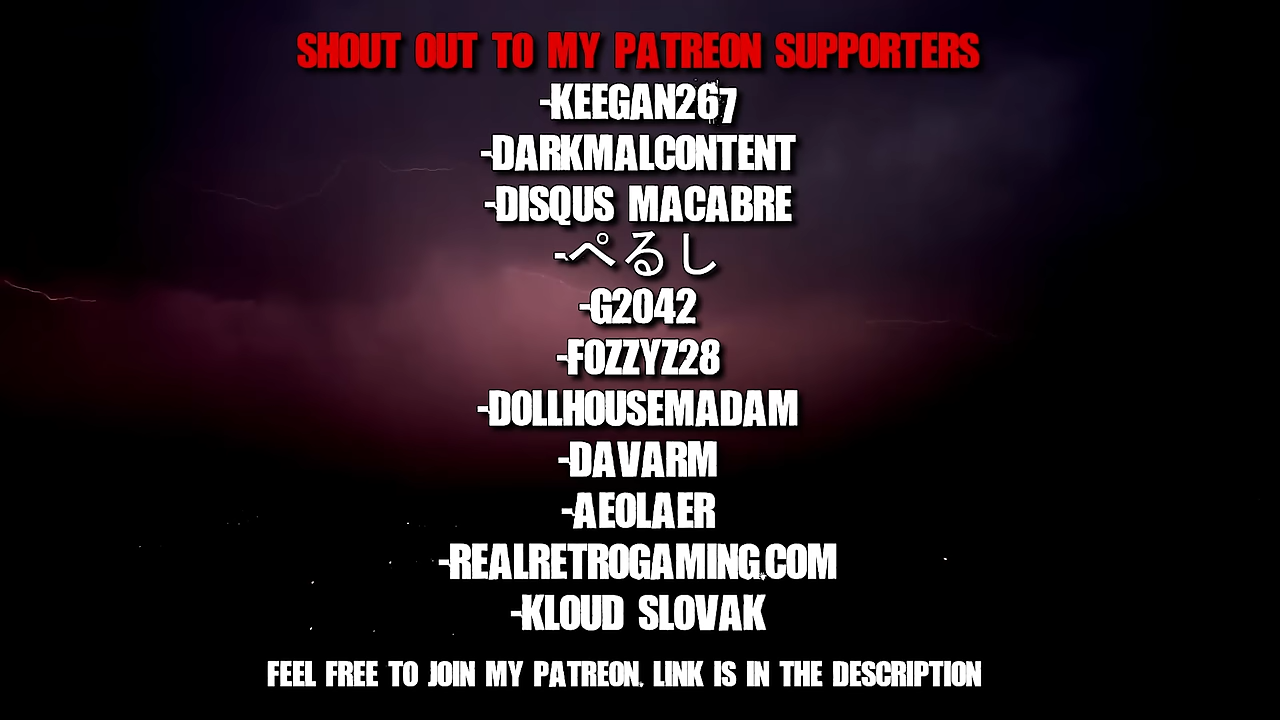 SHOUT OUT TO MY PATREON SUPPORTERS
-KEEGAN267
-DARKMALCONTENT
-DISQUS MACABRE
-ぺるし
-G2042
-FOZZYZ28
-DOLLHOUSEMADAM
-DAVARM
-AEOLAER
-REALRETROGAMING.COM
-KLOUD SLOVAK
FEEL FREE TO JOIN MY PATREON, LINK IS IN THE DESCRIPTION